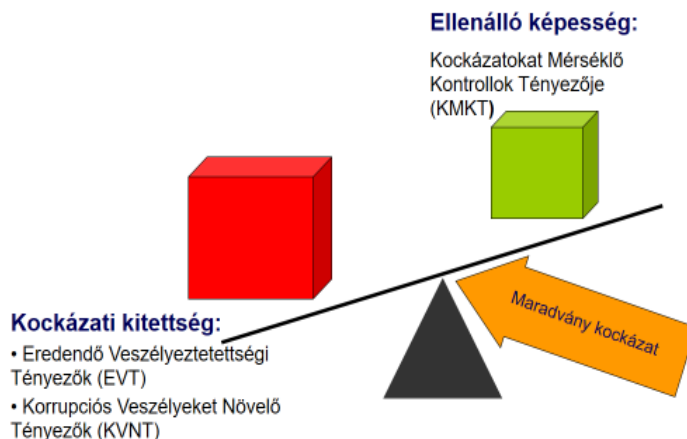 Ellenálló képesség:
Kockázatokat Mérséklő
Kontrollok Tényezője
(KMKT)
Maradvány kockázat
Kockázati kitettség:
• Eredendő Veszélyeztetettségi
Tényezők (EVT)
• Korrupciós Veszélyeket Növelő
Tényezők (KVNT)